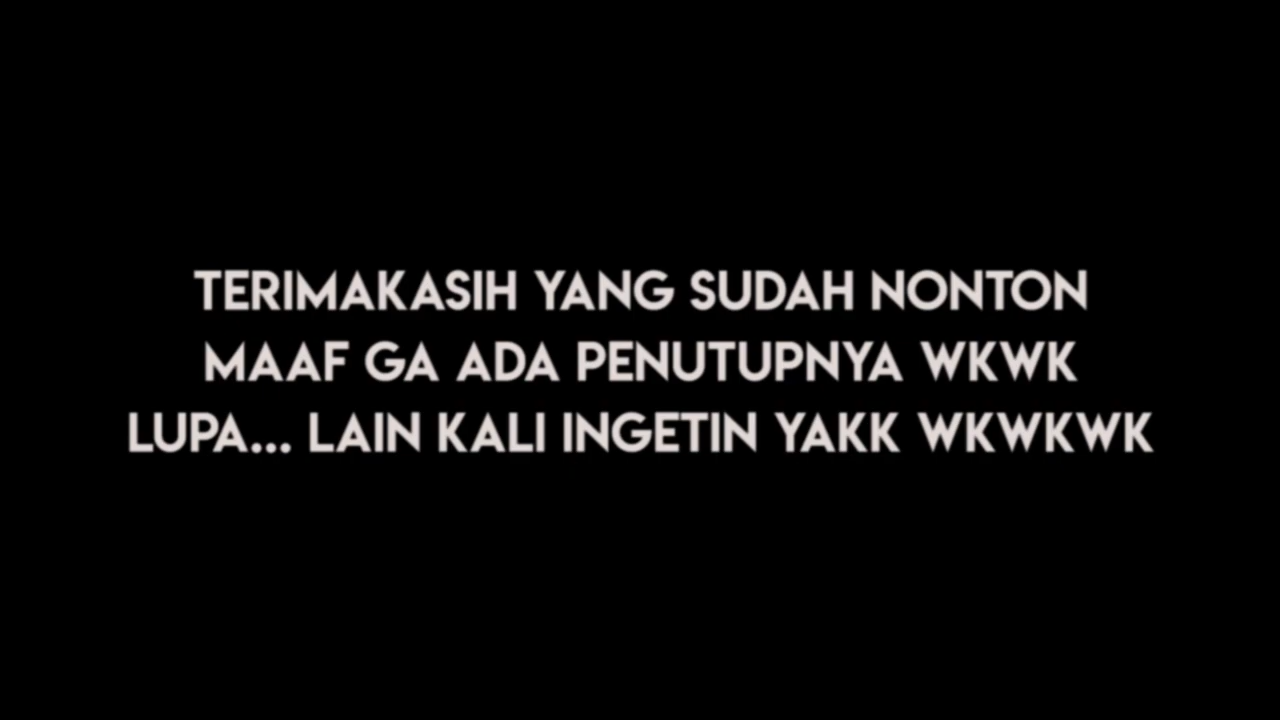 TERIMAKASIH YANG SUDAH NONTON
MAAF GA ADA PENUTUPNYA WKWK
LUPA... LAIN KALI INGETIN YAKK WKWKWK